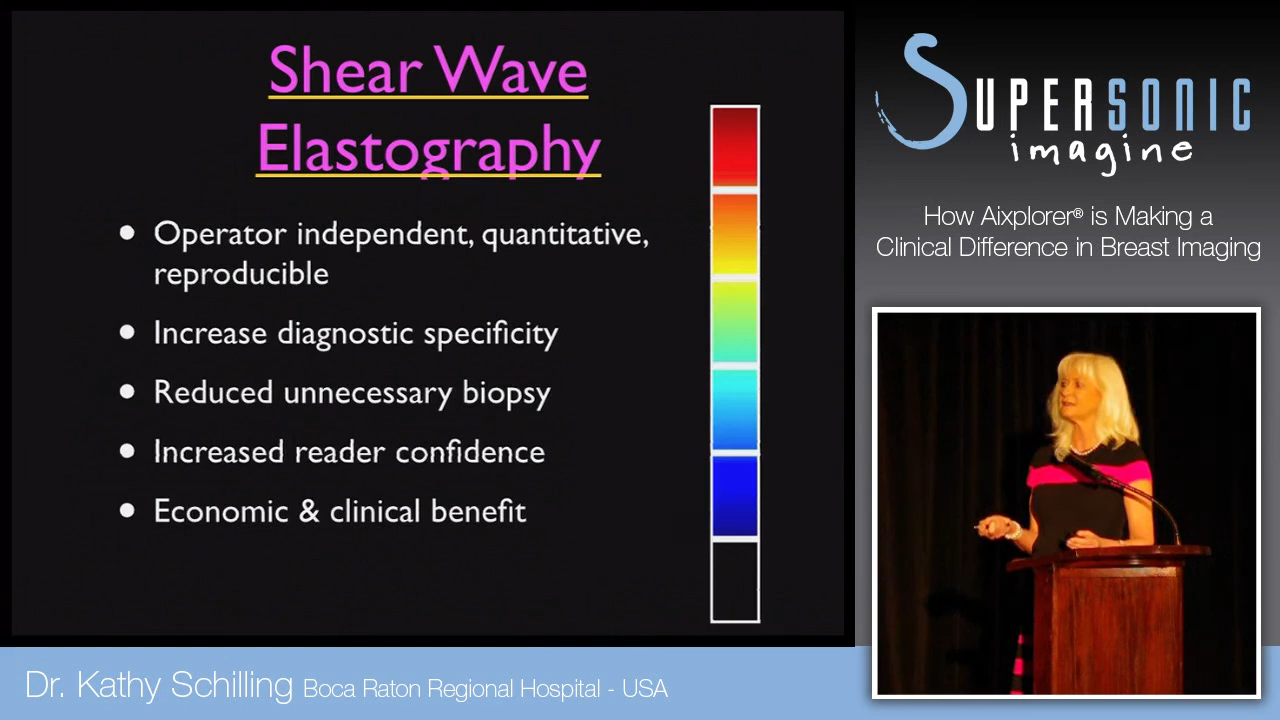 Shear Wave
Elastography
• Operator independent, quantitative,
reproducible
• Increase diagnostic specificity
• Reduced unnecessary biopsy
• Increased reader confidence
• Economic & clinical benefit
SUPERSONIC
imagine
How Aixplorer® is Making a
Clinical Difference in Breast Imaging
Dr. Kathy Schilling Boca Raton Regional Hospital - USA